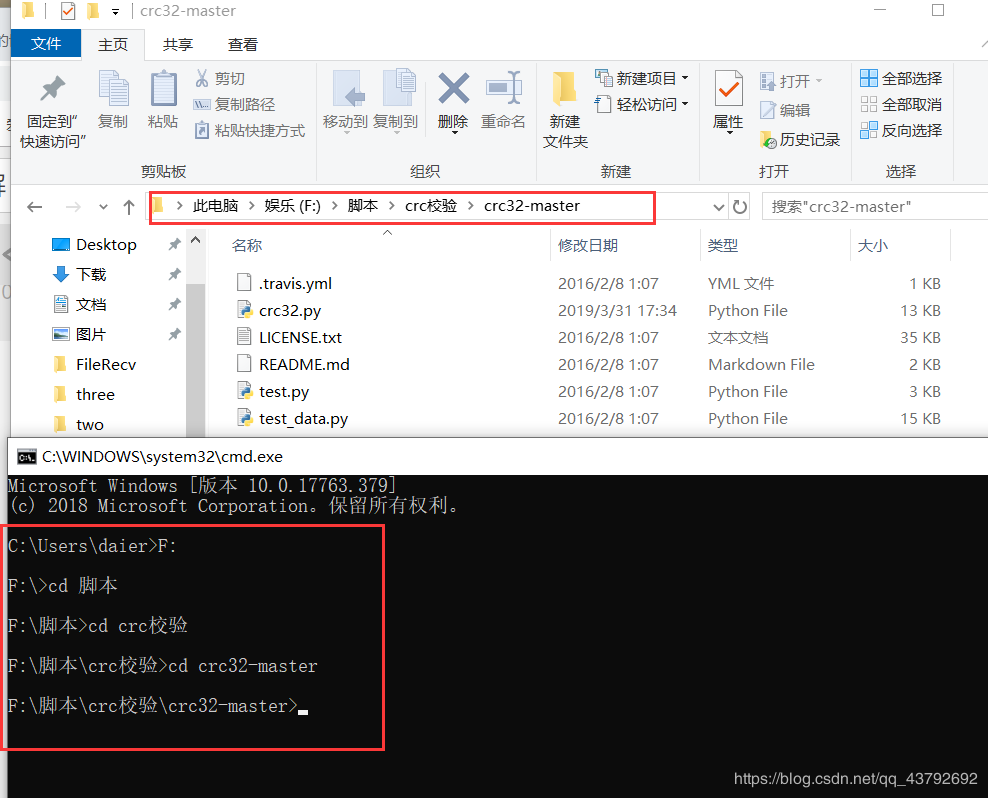 crc32-master
文件 主页 共享 查看
固定到"快速访问"
复制
粘贴
剪切
复制路径
粘贴快捷方式
移动到 复制到 删除 重命名
新建文件夹
新建项目
轻松访问
属性
打开
编辑
历史记录
全部选择
全部取消
反向选择
剪贴板 组织 新建 打开 选择
此电脑 娱乐 (F:) 脚本 crc校验 crc32-master 搜索"crc32-master"
Desktop
下载
文档
图片
FileRecv
three
two
名称 修改日期 类型 大小
.travis.yml 2016/2/8 1:07 YML 文件 1 KB
crc32.py 2019/3/31 17:34 Python File 13 KB
LICENSE.txt 2016/2/8 1:07 文本文档 35 KB
README.md 2016/2/8 1:07 Markdown File 2 KB
test.py 2016/2/8 1:07 Python File 3 KB
test_data.py 2016/2/8 1:07 Python File 15 KB
C:\WINDOWS\system32\cmd.exe
Microsoft Windows [版本 10.0.17763.379]
(c) 2018 Microsoft Corporation。保留所有权利。
C:\Users\daier>F:
F:\>cd 脚本
F:\脚本>cd crc校验
F:\脚本\crc校验>cd crc32-master
F:\脚本\crc校验\crc32-master>
https://blog.csdn.net/qq_43792692